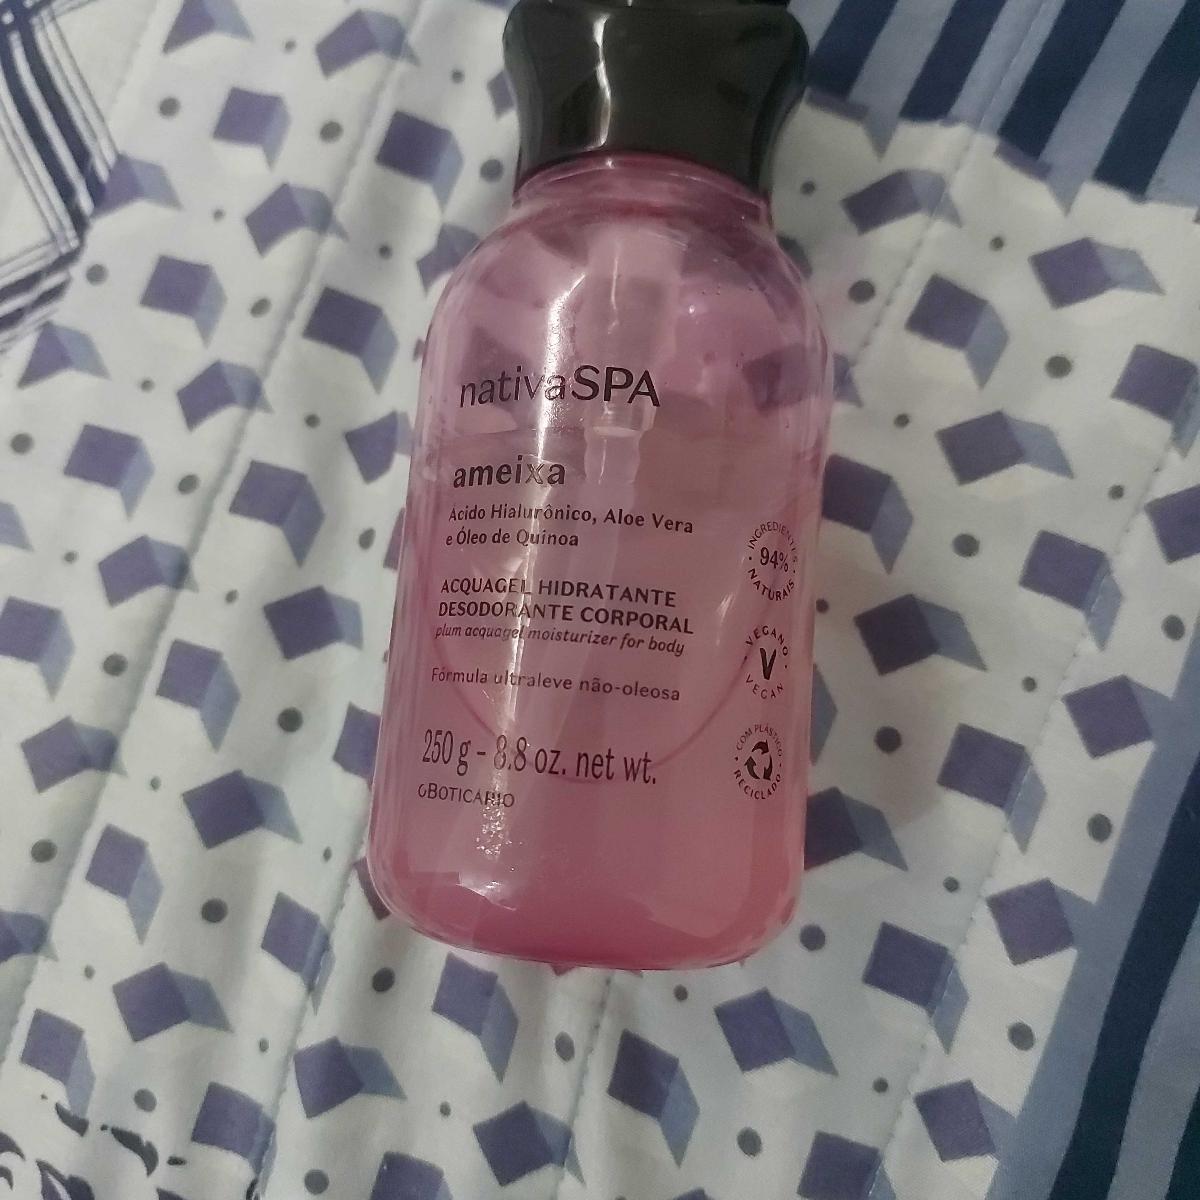 nativaSPA
ameixa
Ácido Hialurônico, Aloe Vera
e Óleo de Quinoa
ACQUAGEL HIDRATANTE
DESODORANTE CORPORAL
plum acquagel moisturizer for body
Fórmula ultraleve não-oleosa
250 g - 8.8 oz. net wt.
oBOTICÁRIO
INGREDIENTES
94%
NATURAIS
VEGANO
V
VEGAN
COM PLÁSTICO
RECICLADO